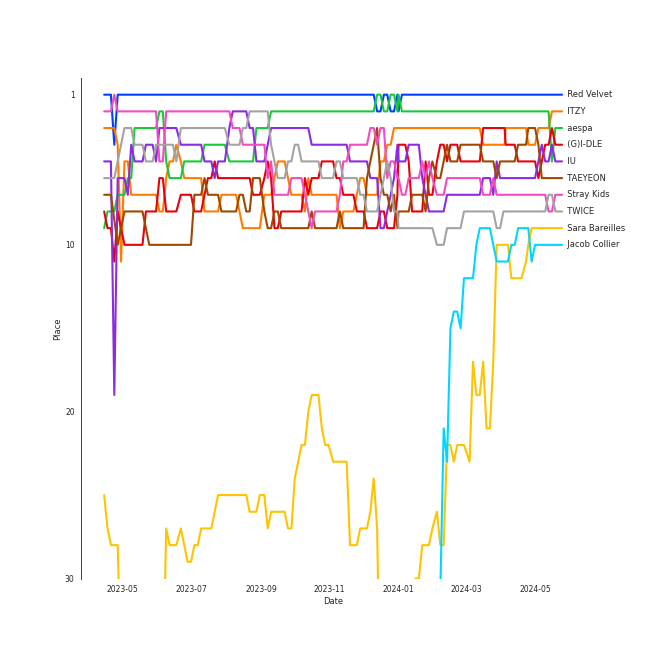 1
10
20
30
Place
2023-05
2023-07
2023-09
2023-11
2024-01
2024-03
2024-05
Date
Red Velvet
ITZY
aespa
(G)I-DLE
IU
TAEYEON
Stray Kids
TWICE
Sara Bareilles
Jacob Collier